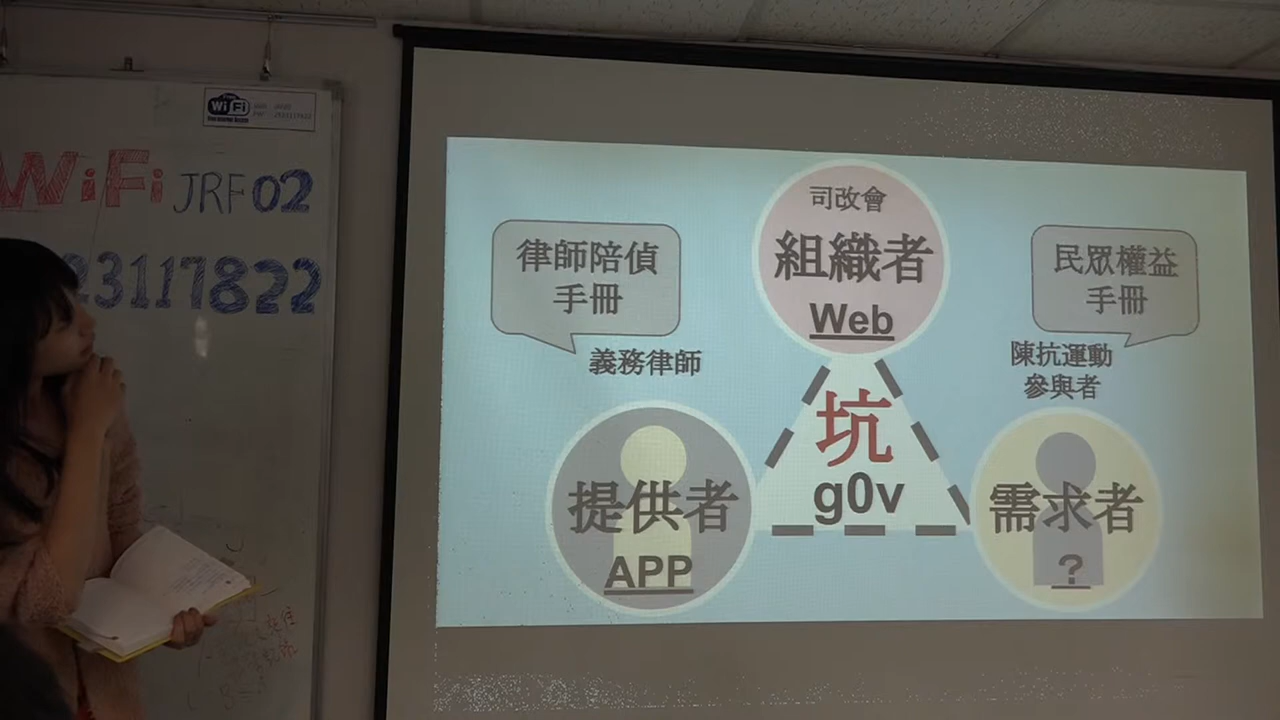 WiFi
WiFi JRF02
23117822
司改會
組織者
Web
律師陪偵
手冊
義務律師
民眾權益
手冊
陳抗運動
參與者
坑
g0v
提供者
APP
需求者
?